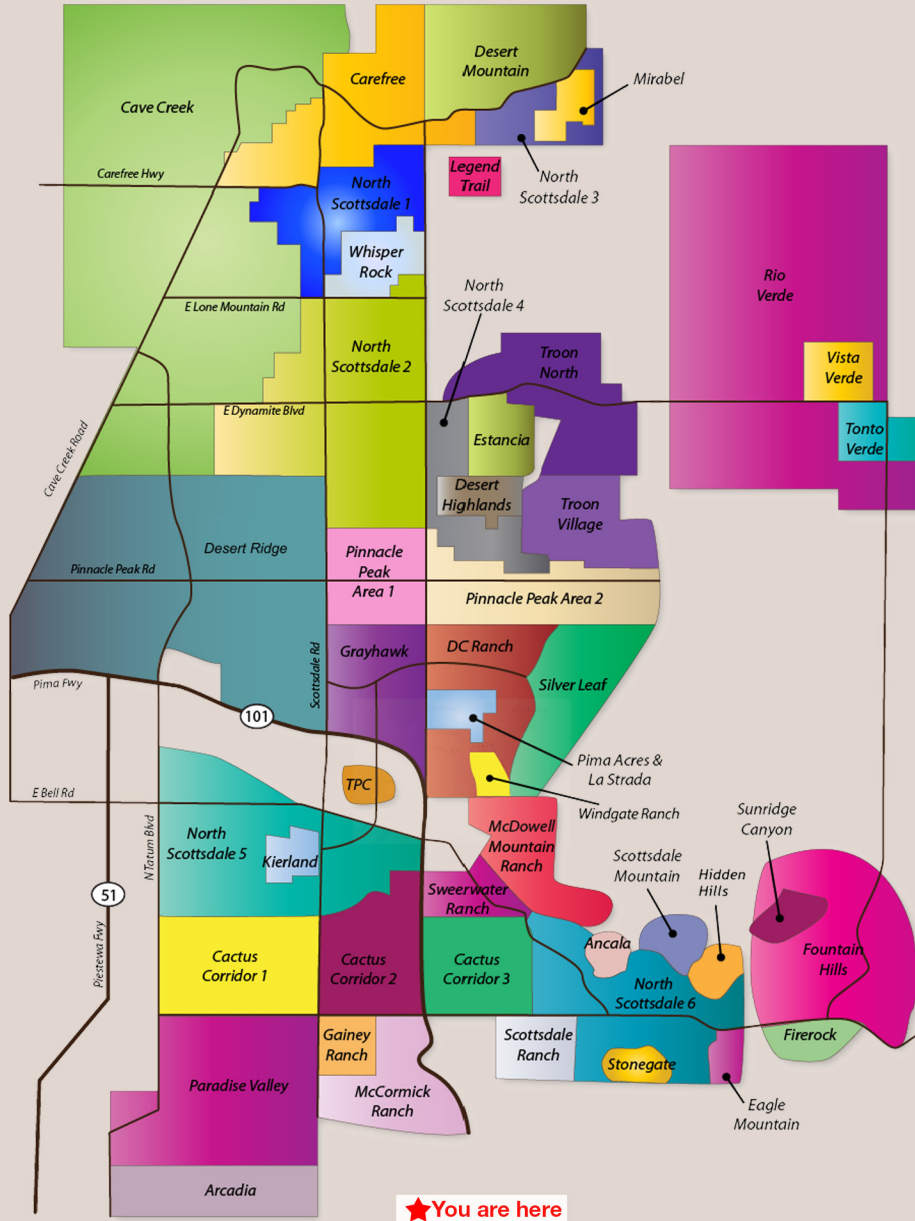 Desert
Mountain
Carefree
Mirabel
Cave Creek
Carefree Hwy
Legend
Trail
North
Scottsdale 3
North
Scottsdale 1
Whisper
Rock
Rio
Verde
E Lone Mountain Rd
North
Scottsdale 4
North
Scottsdale 2
Troon
North
Vista
Verde
E Dynamite Blvd
Tonto
Verde
Estancia
Cave Creek Road
Desert
Highlands
Troon
Village
Desert Ridge
Pinnacle
Peak
Area 1
Pinnacle Peak Rd
Pinnacle Peak Area 2
Grayhawk
DC Ranch
Scottsdale Rd
Silver Leaf
Pima Fwy
101
Pima Acres &
La Strada
TPC
E Bell Rd
Windgate Ranch
N Tatum Blvd
North
Scottsdale 5
Kierland
McDowell
Mountain
Ranch
Sunridge
Canyon
Scottsdale
Mountain
Hidden
Hills
51
Sweerwater
Ranch
Piestewa Fwy
Cactus
Corridor 1
Cactus
Corridor 2
Cactus
Corridor 3
Ancala
North
Scottsdale 6
Fountain
Hills
Gainey
Ranch
Scottsdale
Ranch
Stonegate
Firerock
Paradise Valley
McCormick
Ranch
Eagle
Mountain
Arcadia
You are here